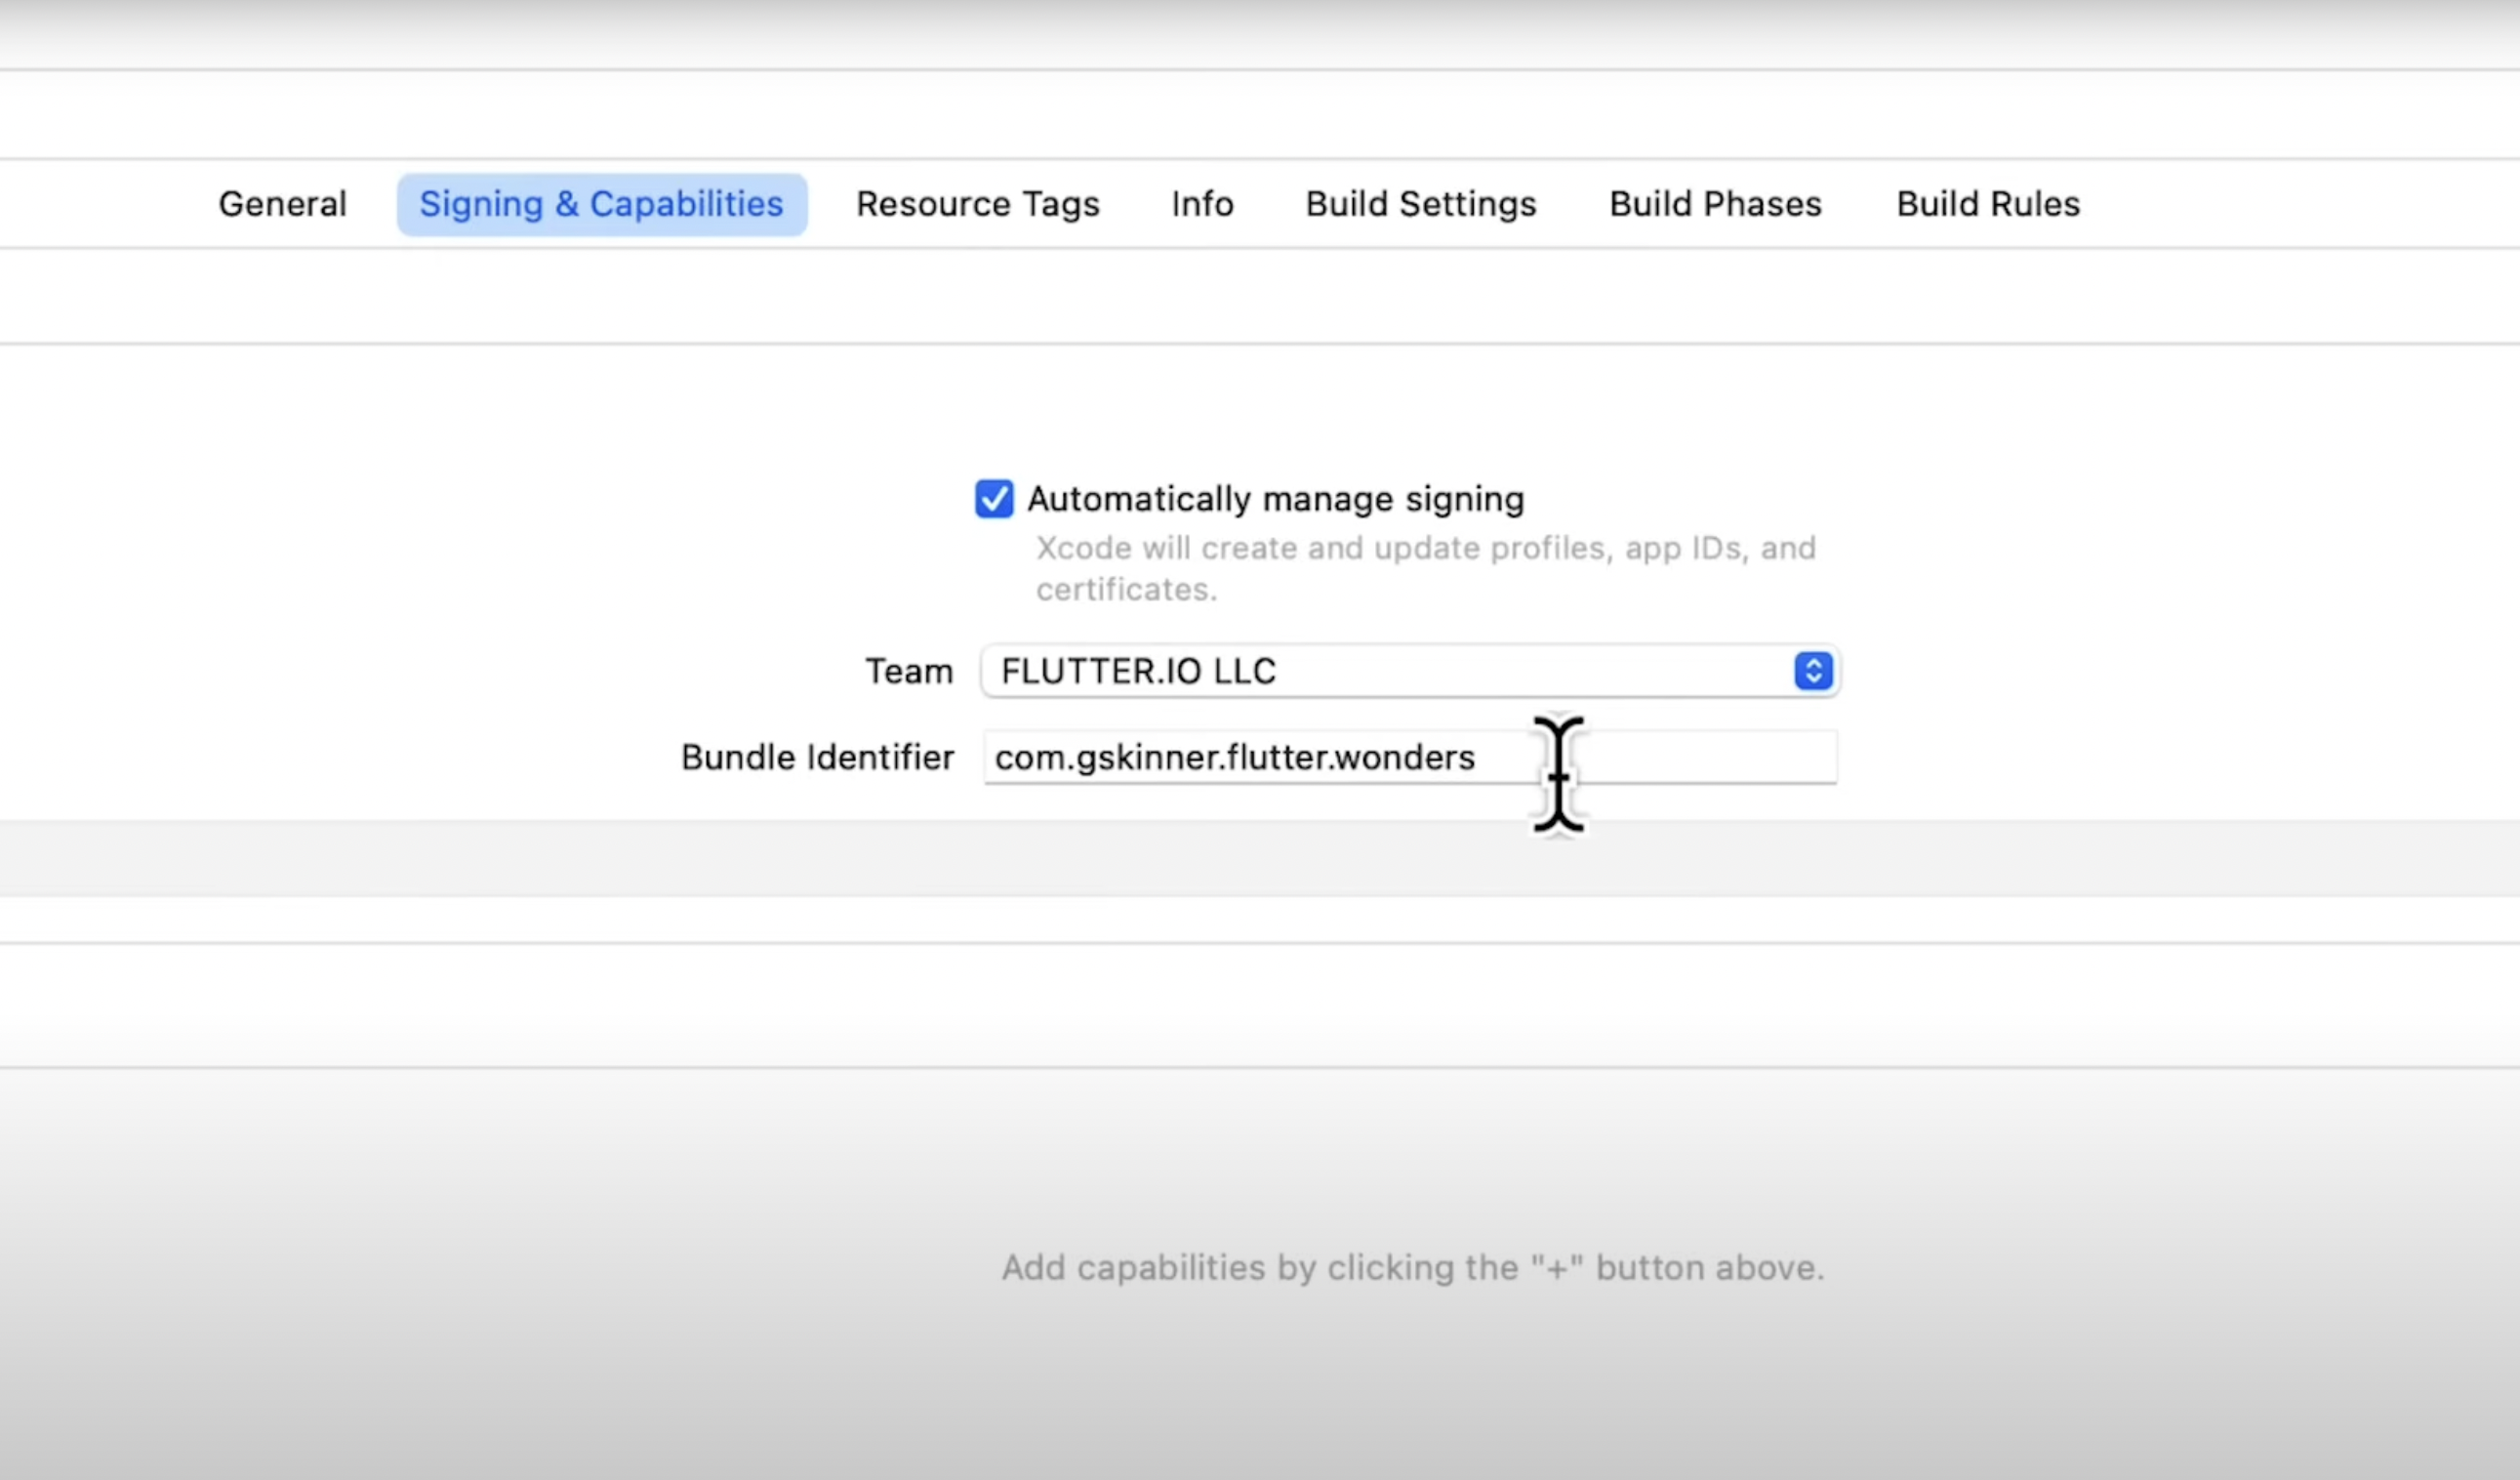 General Signing & Capabilities Resource Tags Info Build Settings Build Phases Build Rules
Automatically manage signing
Xcode will create and update profiles, app IDs, and
certificates.
Team FLUTTER.IO LLC
Bundle Identifier com.gskinner.flutter.wonders
Add capabilities by clicking the "+" button above.